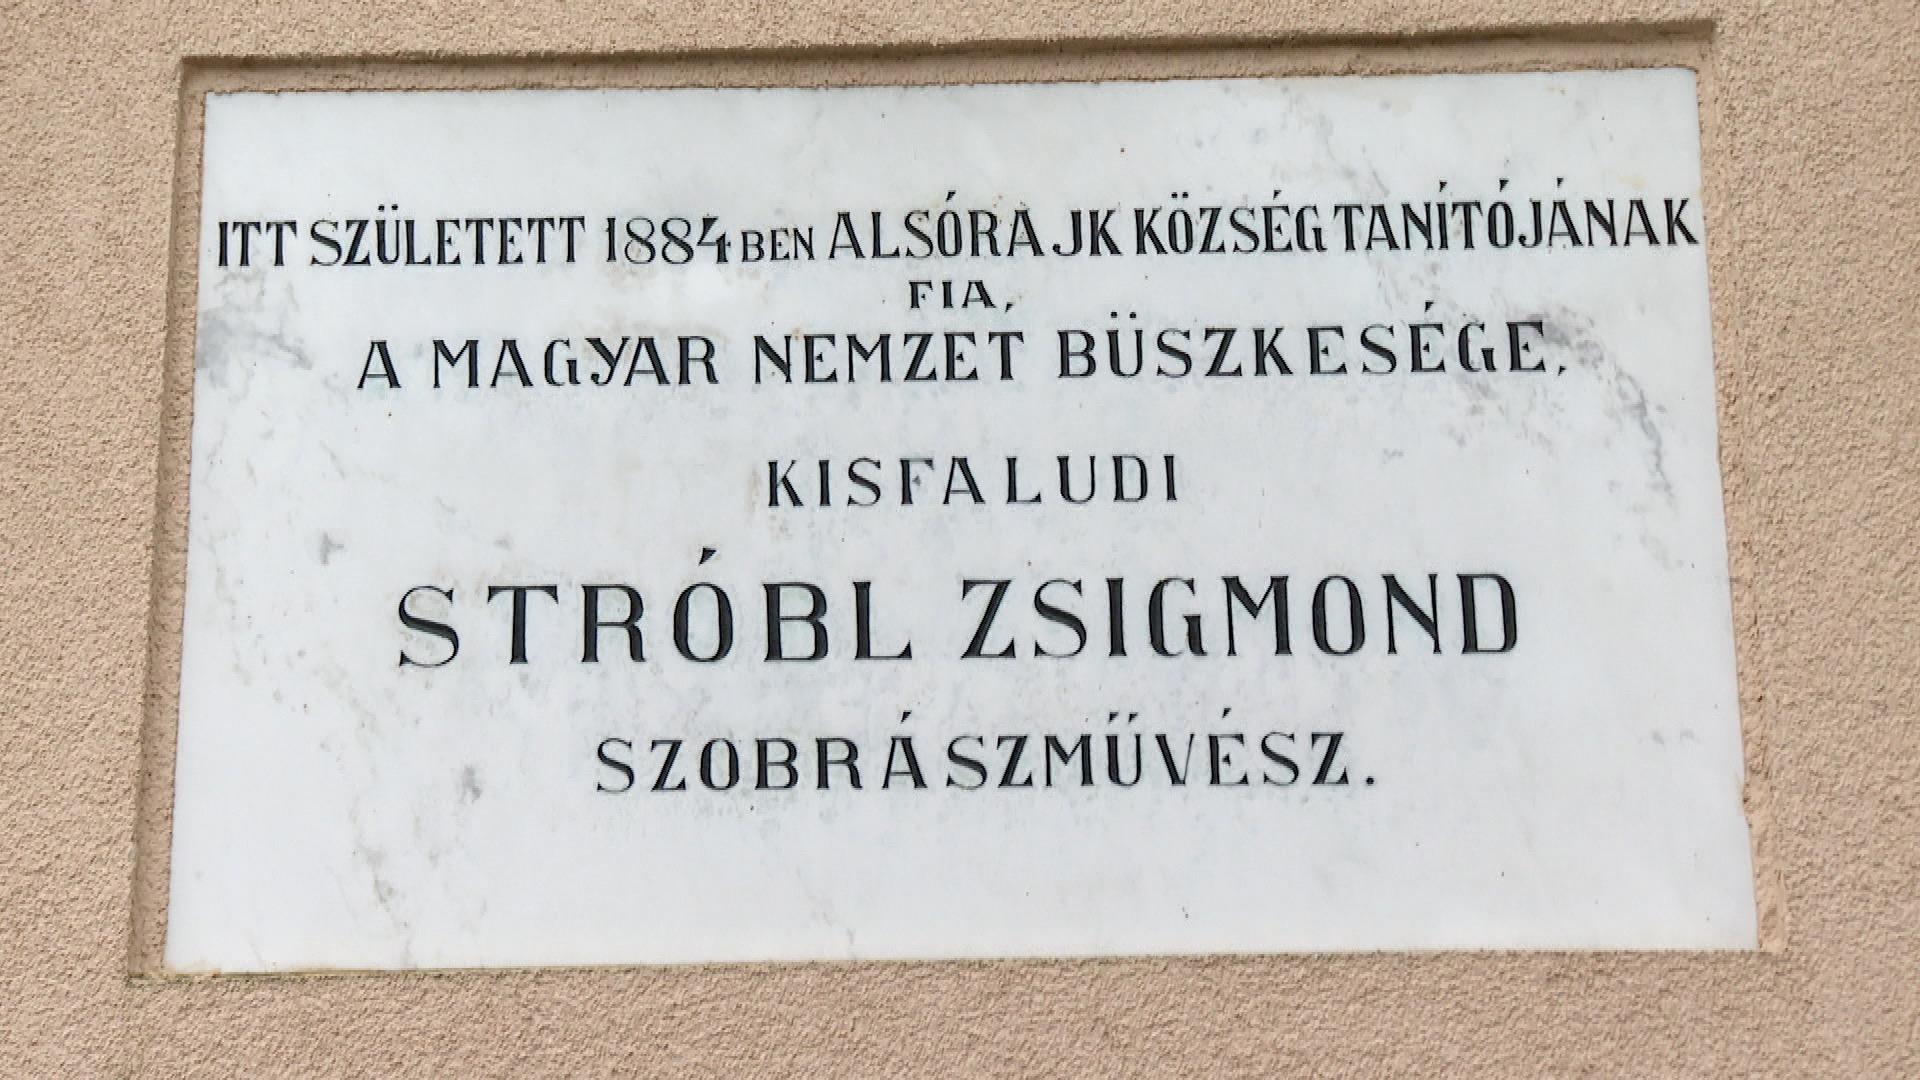 ITT SZÜLETETT 1884 BEN ALSÓRAJK KÖZSÉG TANÍTÓJÁNAK
FIA,
A MAGYAR NEMZET BÜSZKESÉGE,
KISFALUDI
STRÓBL ZSIGMOND
SZOBRÁSZMŰVÉSZ.